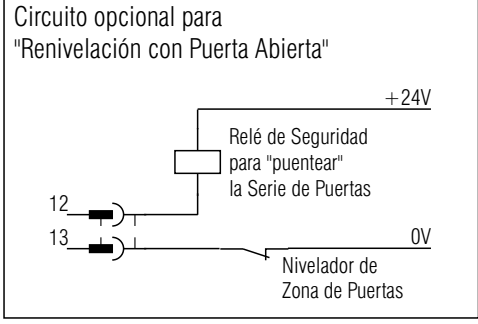 Circuito opcional para
"Renivelación con Puerta Abierta"
+24V
Relé de Seguridad
para "puentear"
la Serie de Puertas
12
13
0V
Nivelador de
Zona de Puertas